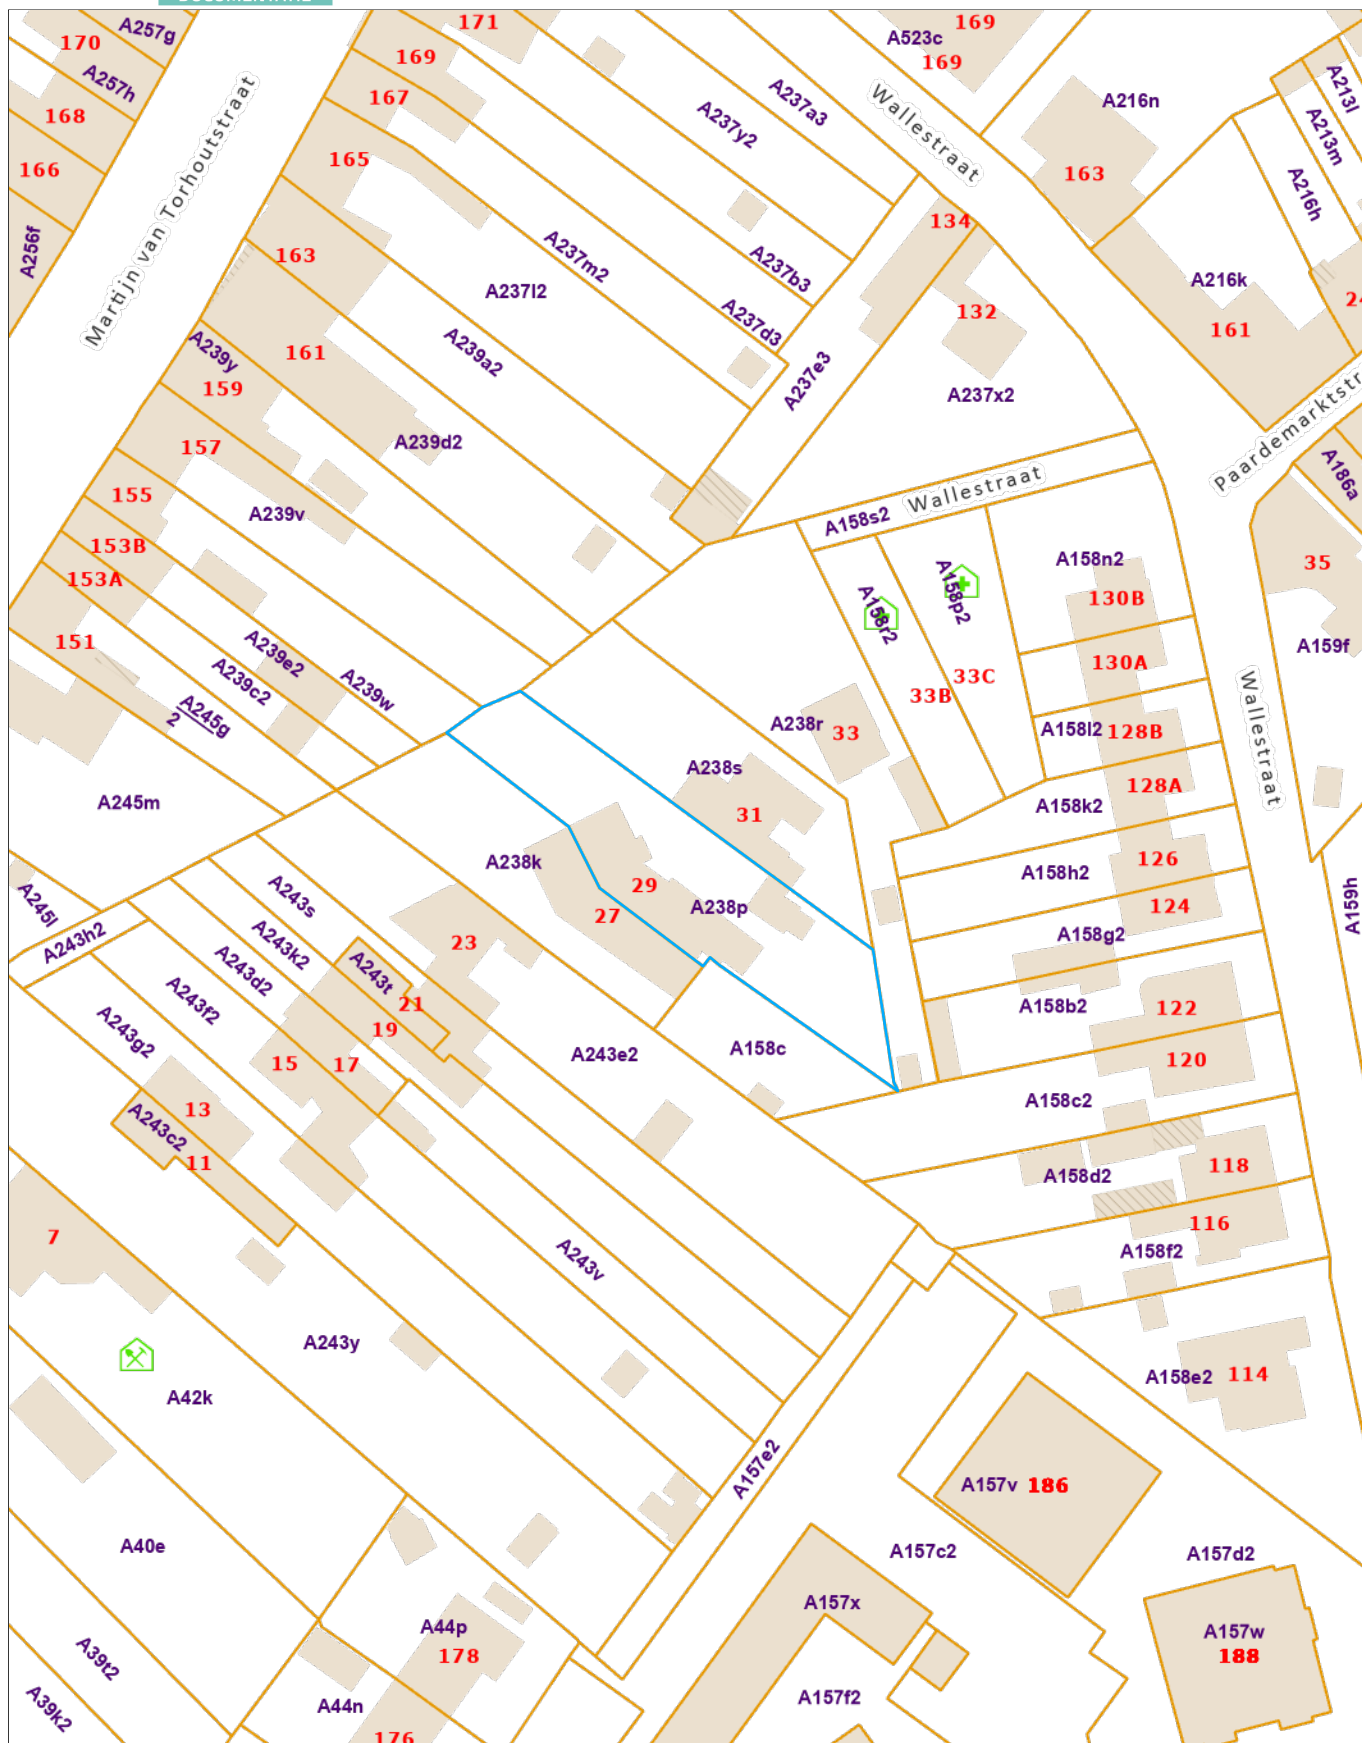 A257g
171
169
170
A523c
169
169
A257h
167
A237a3
Wallestraat
A216n
A213l
168
A237y2
A213m
166
165
163
A216h
Martijn van Torhoutstraat
134
A256f
163
A237m2
A237b3
A216k
A237l2
132
161
A237d3
A239y
161
A239a2
A237e3
159
A237x2
Paardemarktstr
157
A239d2
A186a
155
A239v
Wallestraat
A158s2
153B
A158n2
35
153A
A158p2
130B
A158r2
151
A239e2
A159f
130A
A239c2
A239w
33C
33B
A245g
2
A238r
33
A158l2
128B
Wallestraat
A238s
128A
A245m
31
A158k2
A238k
126
A158h2
29
A243s
A238p
124
A245l
27
A159h
A243h2
A243k2
23
A158g2
A243d2
A243t
A243f2
21
A158b2
122
A243g2
19
15
17
A243e2
A158c
120
13
A158c2
A243c2
11
118
A158d2
7
116
A243v
A158f2
A243y
A42k
A158e2
114
A157e2
A157v
186
A40e
A157c2
A157d2
A157x
A44p
178
A157w
188
A39t2
A157f2
A39k2
A44n
176